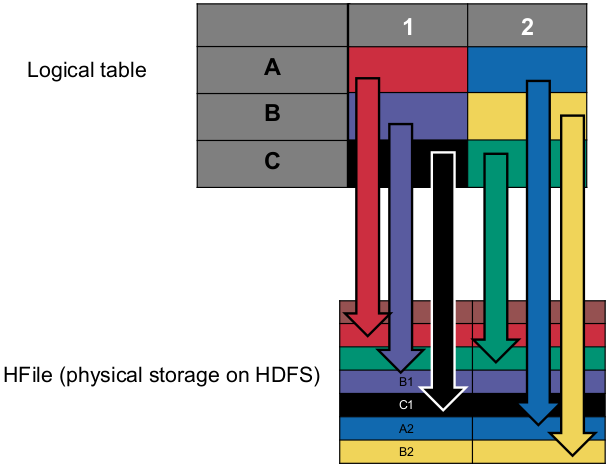 1 2
Logical table
A
B
C
HFile (physical storage on HDFS)
B1
C1
A2
B2